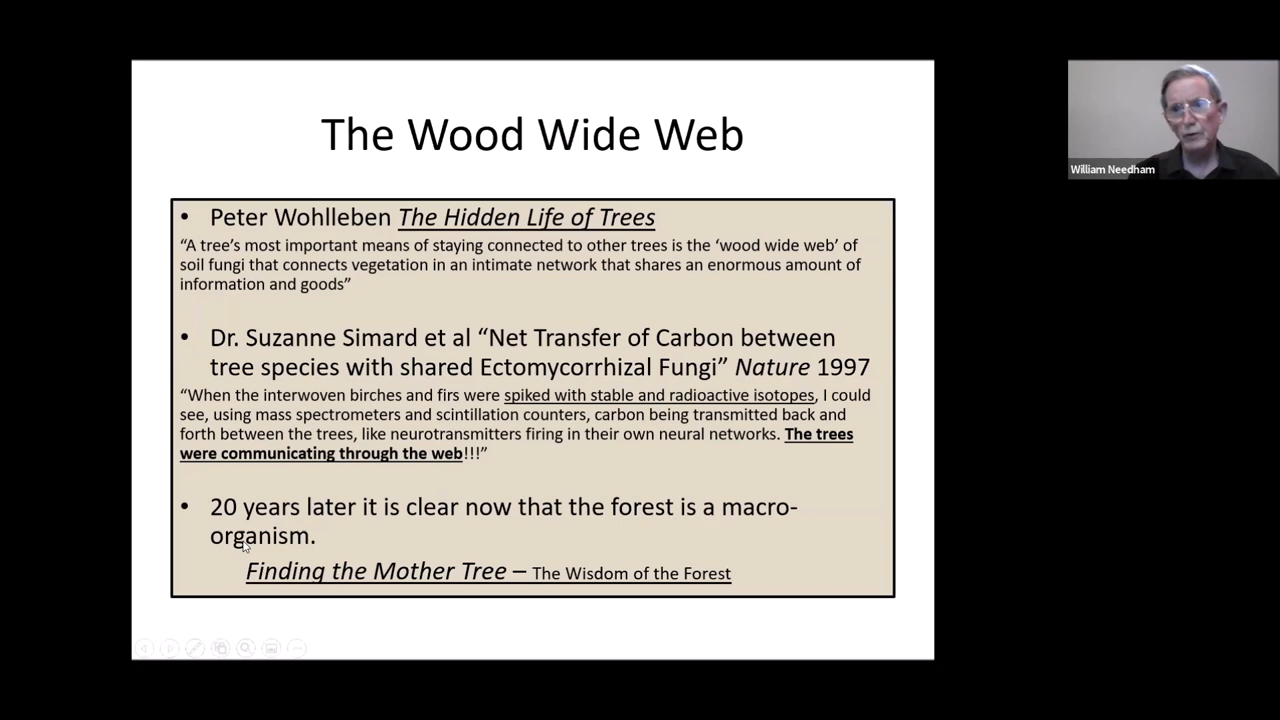 The Wood Wide Web
• Peter Wohlleben The Hidden Life of Trees
“A tree’s most important means of staying connected to other trees is the ‘wood wide web’ of
soil fungi that connects vegetation in an intimate network that shares an enormous amount of
information and goods”
• Dr. Suzanne Simard et al “Net Transfer of Carbon between
tree species with shared Ectomycorrhizal Fungi” Nature 1997
“When the interwoven birches and firs were spiked with stable and radioactive isotopes, I could
see, using mass spectrometers and scintillation counters, carbon being transmitted back and
forth between the trees, like neurotransmitters firing in their own neural networks. The trees
were communicating through the web!!!”
• 20 years later it is clear now that the forest is a macro-
organism.
Finding the Mother Tree – The Wisdom of the Forest
William Needham